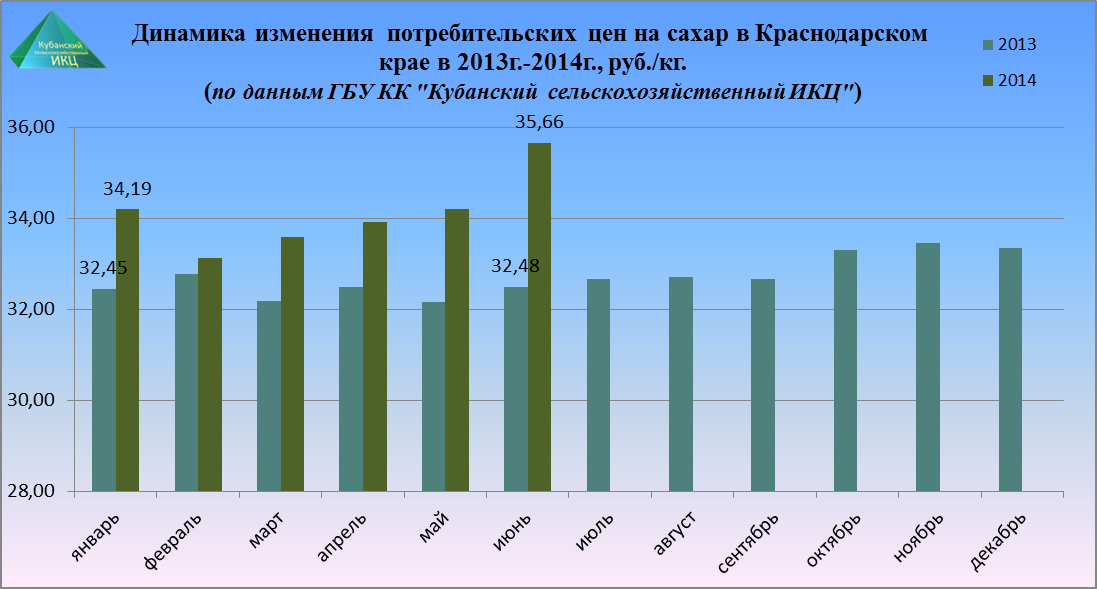 Кубанский
сельскохозяйственный
ИКЦ
Динамика изменения потребительских цен на сахар в Краснодарском
крае в 2013г.-2014г., руб./кг.
(по данным ГБУ КК "Кубанский сельскохозяйственный ИКЦ")
2013
2014
36,00
34,00
32,00
30,00
28,00
34,19
32,45
35,66
32,48
январь
февраль
март
апрель
май
июнь
июль
август
сентябрь
октябрь
ноябрь
декабрь